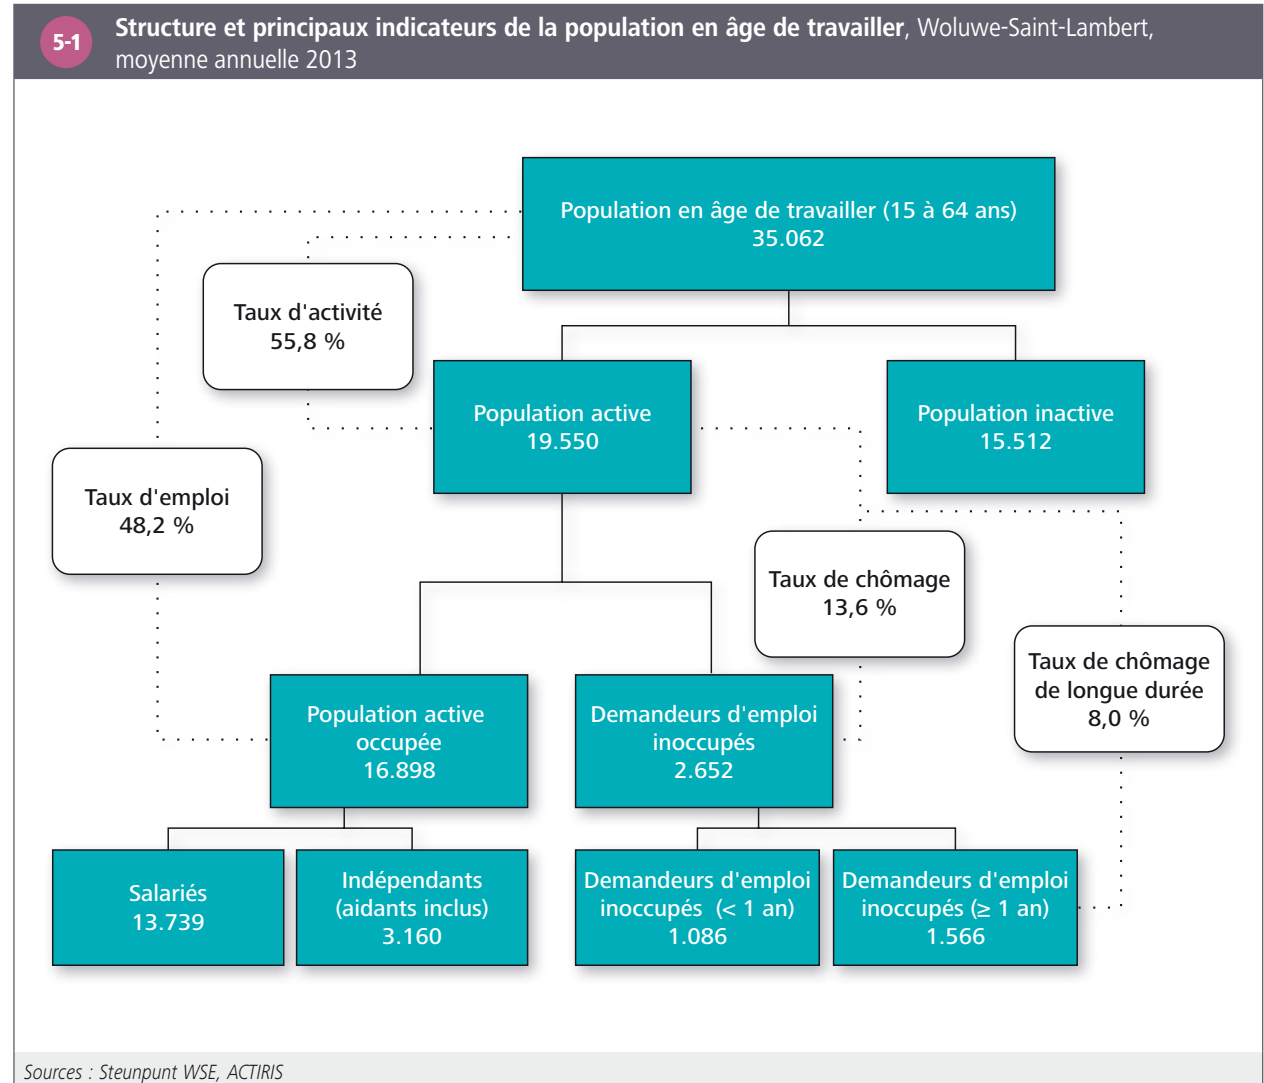 5-1
Structure et principaux indicateurs de la population en âge de travailler, Woluwe-Saint-Lambert,
moyenne annuelle 2013
Population en âge de travailler (15 à 64 ans)
35.062
Taux d'activité
55,8 %
Population active
19.550
Population inactive
15.512
Taux d'emploi
48,2 %
Taux de chômage
13,6 %
Taux de chômage
de longue durée
8,0 %
Population active
occupée
16.898
Demandeurs d'emploi
inoccupés
2.652
Salariés
13.739
Indépendants
(aidants inclus)
3.160
Demandeurs d'emploi
inoccupés (< 1 an)
1.086
Demandeurs d'emploi
inoccupés (≥ 1 an)
1.566
Sources : Steunpunt WSE, ACTIRIS